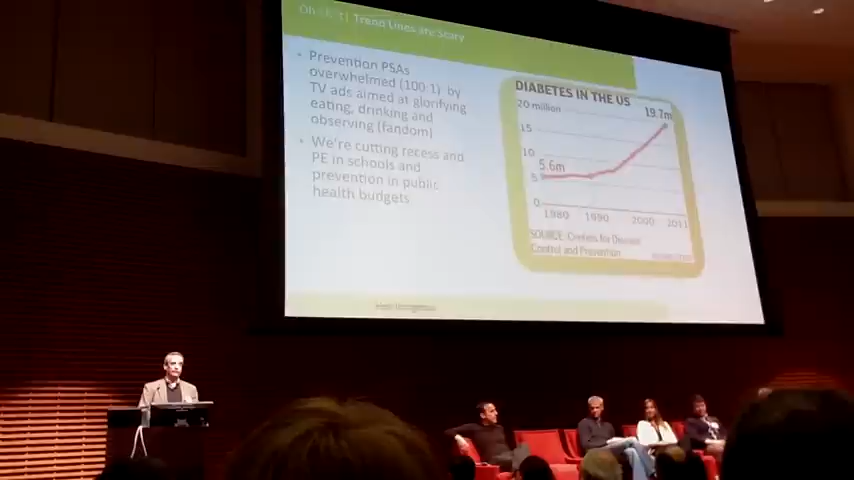 Trend Lines are Scary
• Prevention PSAs
overwhelmed (100:1) by
TV ads aimed at glorifying
eating, drinking and
observing (fandom)
• We're cutting recess and
PE in schools and
prevention in public
health budgets
DIABETES IN THE US
20 million
19.7m
15
10
5.6m
5
0
1980 1990 2000 2011
SOURCE: Centers for Disease
Control and Prevention